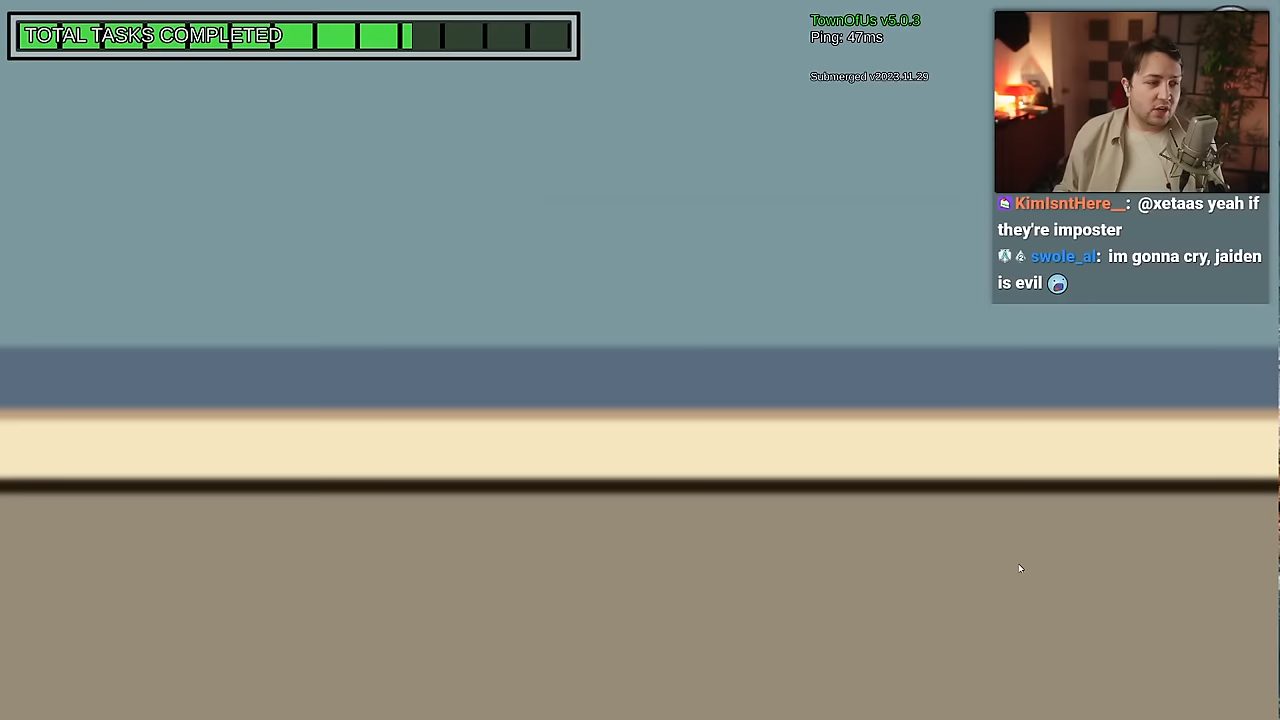 TOTAL TASKS COMPLETED
TownOfUs v5.0.3
Ping: 47ms
Submerged v2023.11.29
KimIsntHere__: @xetaas yeah if
they're imposter
swole_al: im gonna cry, jaiden
is evil